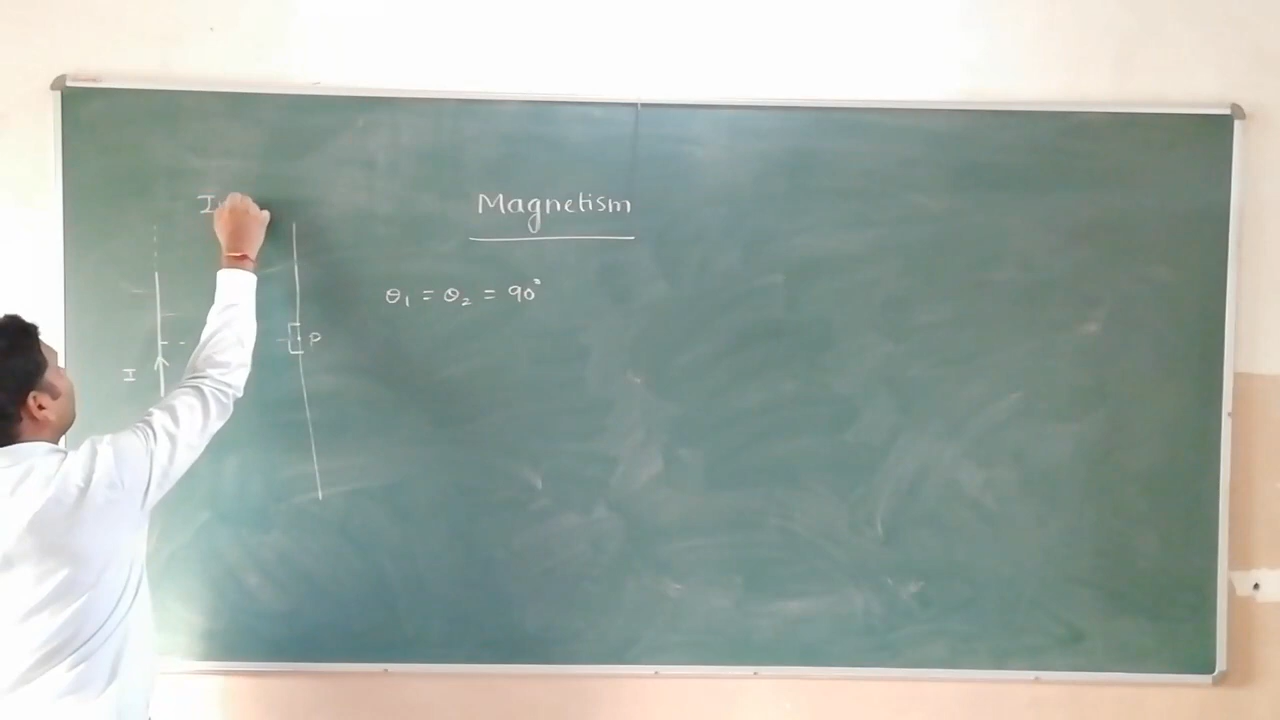 Magnetism
θ₁ = θ₂ = 90°
P
I